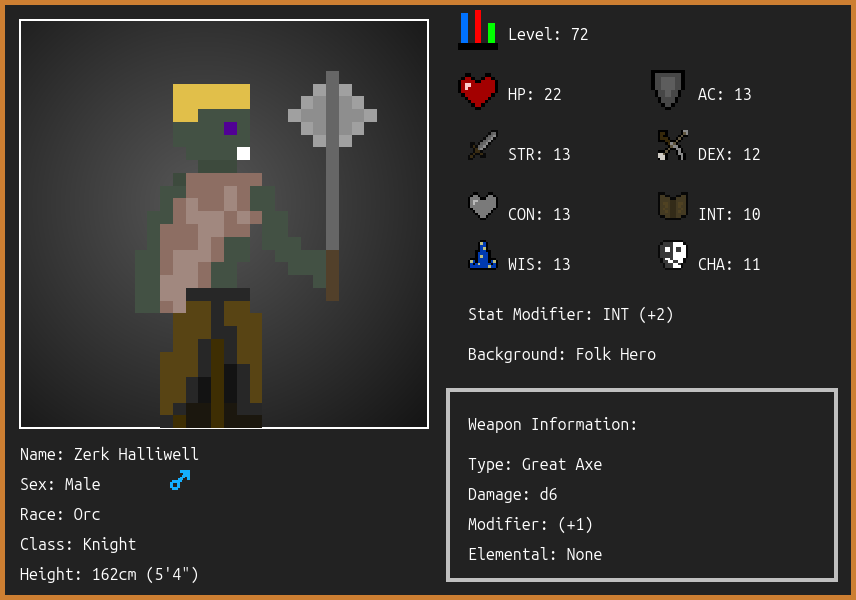 Level: 72
HP: 22
AC: 13
STR: 13
DEX: 12
CON: 13
INT: 10
WIS: 13
CHA: 11
Stat Modifier: INT (+2)
Background: Folk Hero
Weapon Information:
Type: Great Axe
Damage: d6
Modifier: (+1)
Elemental: None
Name: Zerk Halliwell
Sex: Male
Race: Orc
Class: Knight
Height: 162cm (5'4")